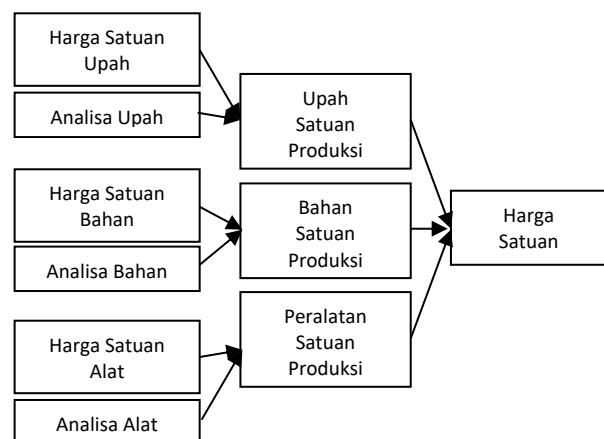 Harga Satuan
Upah
Analisa Upah
Harga Satuan
Bahan
Analisa Bahan
Harga Satuan
Alat
Analisa Alat
Upah
Satuan
Produksi
Bahan
Satuan
Produksi
Peralatan
Satuan
Produksi
Harga
Satuan